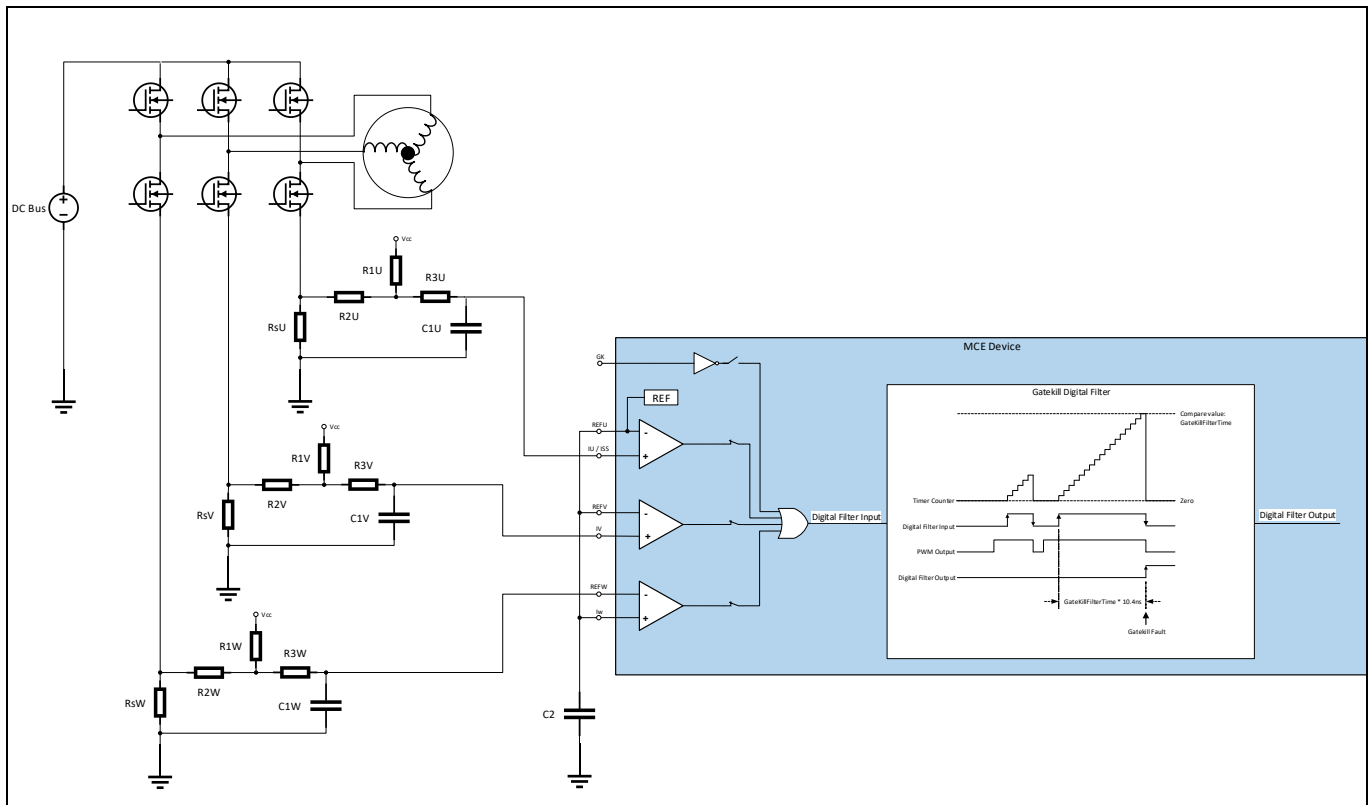 DC Bus
Vcc
R1U
R3U
R2U
RsU
C1U
Vcc
R1V
R3V
R2V
RsV
C1V
Vcc
R1W
R3W
R2W
RsW
C1W
C2
MCE Device
GK
REF
REFU
IU / ISS
REFV
IV
REFW
Iw
-
+
-
+
-
+
Digital Filter Input
Gatekill Digital Filter
Compare value:
GateKillFilterTime
Timer Counter
Zero
Digital Filter Input
PWM Output
Digital Filter Output
GateKillFilterTime * 10.4ns
Gatekill Fault
Digital Filter Output